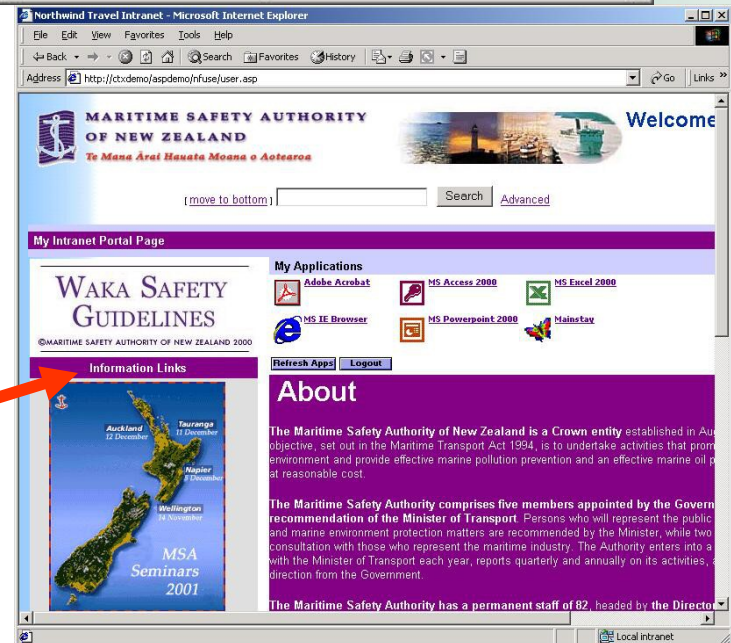 Northwind Travel Intranet - Microsoft Internet Explorer
File Edit View Favorites Tools Help
Back Search Favorites History
Address http://ctxdemo/aspdemo/nfuse/user.asp Go Links »
MARITIME SAFETY AUTHORITY
OF NEW ZEALAND
Te Mana Ārai Hauata Moana o Aotearoa
Welcome
[ move to bottom ] Search Advanced
My Intranet Portal Page
WAKA SAFETY
GUIDELINES
©MARITIME SAFETY AUTHORITY OF NEW ZEALAND 2000
Information Links
Auckland
12 December
Tauranga
11 December
Napier
8 December
Wellington
14 November
MSA
Seminars
2001
My Applications
Adobe Acrobat MS Access 2000 MS Excel 2000
MS IE Browser MS Powerpoint 2000 Mainstay
Refresh Apps Logout
About
The Maritime Safety Authority of New Zealand is a Crown entity established in Au
objective, set out in the Maritime Transport Act 1994, is to undertake activities that prom
environment and provide effective marine pollution prevention and an effective marine oil p
at reasonable cost.
The Maritime Safety Authority comprises five members appointed by the Govern
recommendation of the Minister of Transport. Persons who will represent the public
and marine environment protection matters are recommended by the Minister, while two
consultation with those who represent the maritime industry. The Authority enters into a
with the Minister of Transport each year, reports quarterly and annually on its activities,
direction from the Government.
The Maritime Safety Authority has a permanent staff of 82, headed by the Director
Local intranet